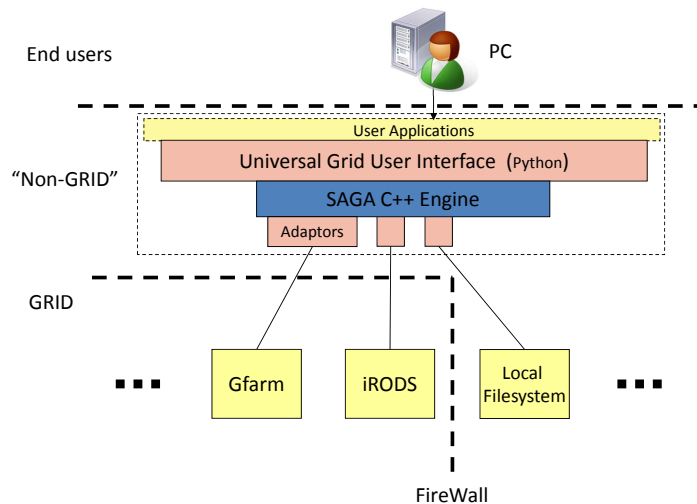 End users
PC
User Applications
Universal Grid User Interface (Python)
"Non-GRID"
SAGA C++ Engine
Adaptors
GRID
Gfarm
iRODS
Local
Filesystem
FireWall